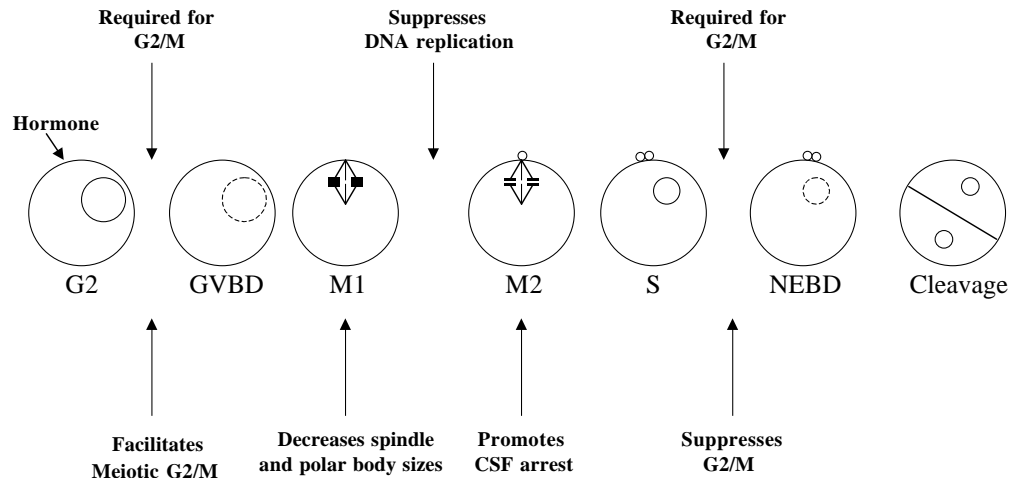 Required for
G2/M
Suppresses
DNA replication
Required for
G2/M
Hormone
G2
GVBD
M1
M2
S
NEBD
Cleavage
Facilitates
Meiotic G2/M
Decreases spindle
and polar body sizes
Promotes
CSF arrest
Suppresses
G2/M